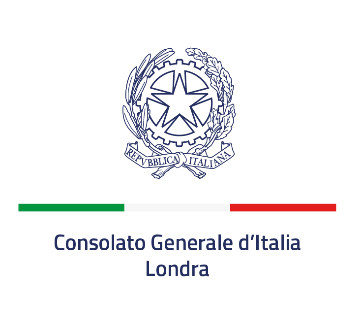 REPVBBLICA ITALIANA
Consolato Generale d'Italia
Londra